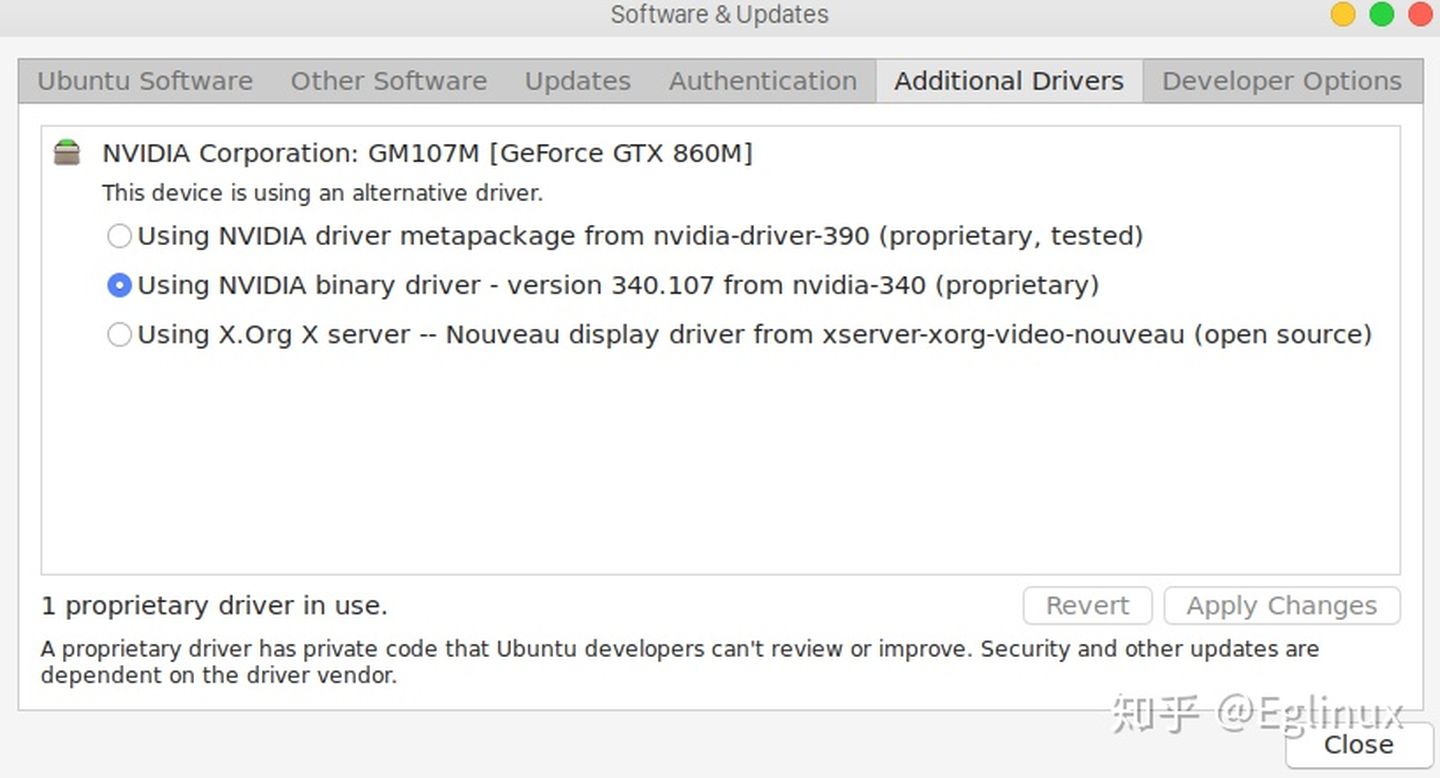 Software & Updates
Ubuntu Software Other Software Updates Authentication Additional Drivers Developer Options
NVIDIA Corporation: GM107M [GeForce GTX 860M]
This device is using an alternative driver.
Using NVIDIA driver metapackage from nvidia-driver-390 (proprietary, tested)
Using NVIDIA binary driver - version 340.107 from nvidia-340 (proprietary)
Using X.Org X server -- Nouveau display driver from xserver-xorg-video-nouveau (open source)
1 proprietary driver in use.
Revert Apply Changes
A proprietary driver has private code that Ubuntu developers can't review or improve. Security and other updates are
dependent on the driver vendor.
知乎 @Eglinux
Close